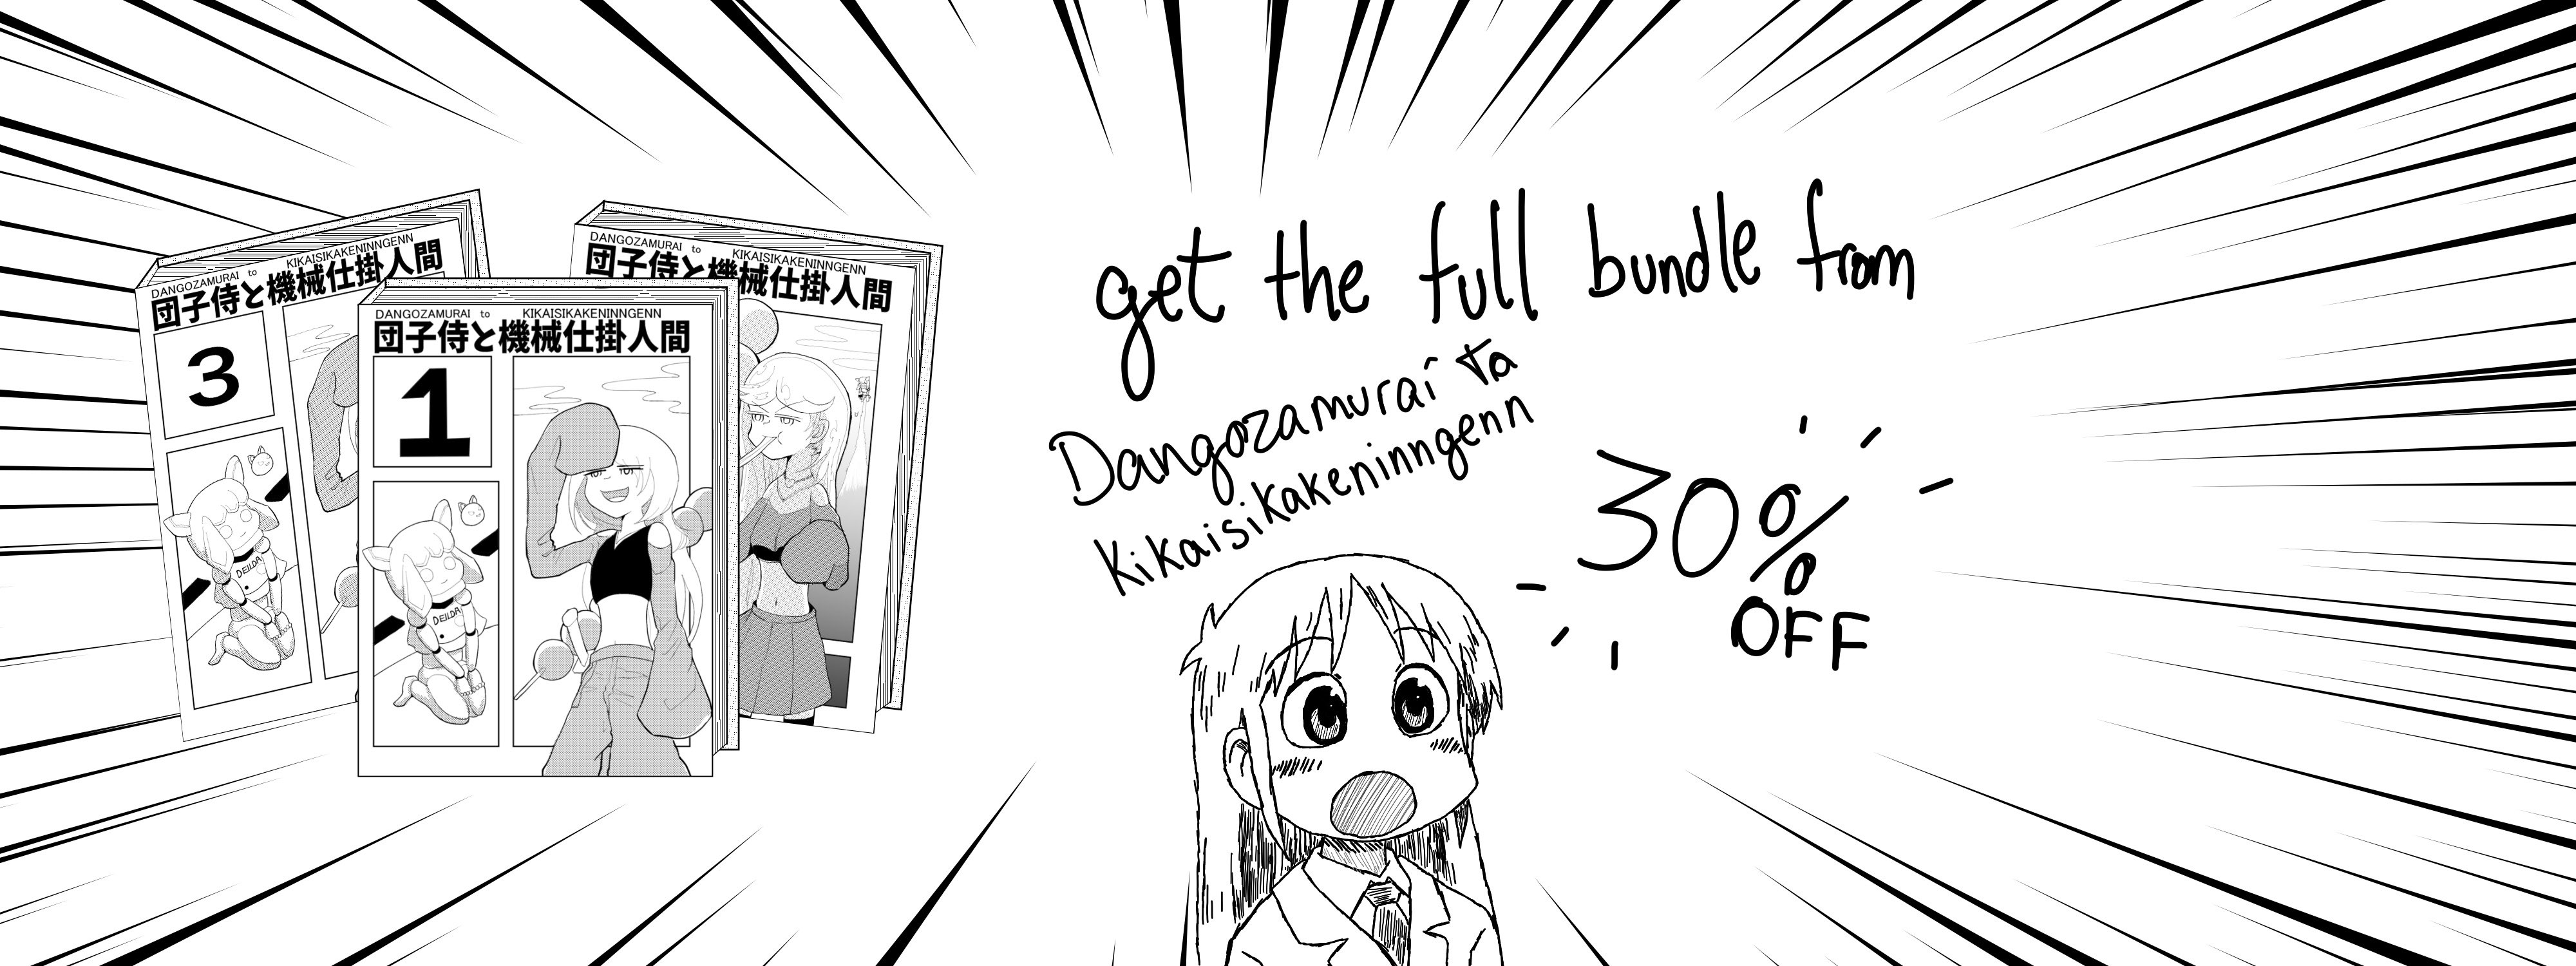 DANGOZAMURAI to KIKAISIKAKENINNGENN
団子侍と機械仕掛人間
3
DEILDA
DANGOZAMURAI to KIKAISIKAKENINNGENN
団子侍と機械仕掛人間
1
DEILDA
DANGOZAMURAI to KIKAISIKAKENINNGENN
団子侍と機械仕掛人間
get the full bundle from
Dangozamurai ta
Kikaisikakeninngenn
30%
OFF